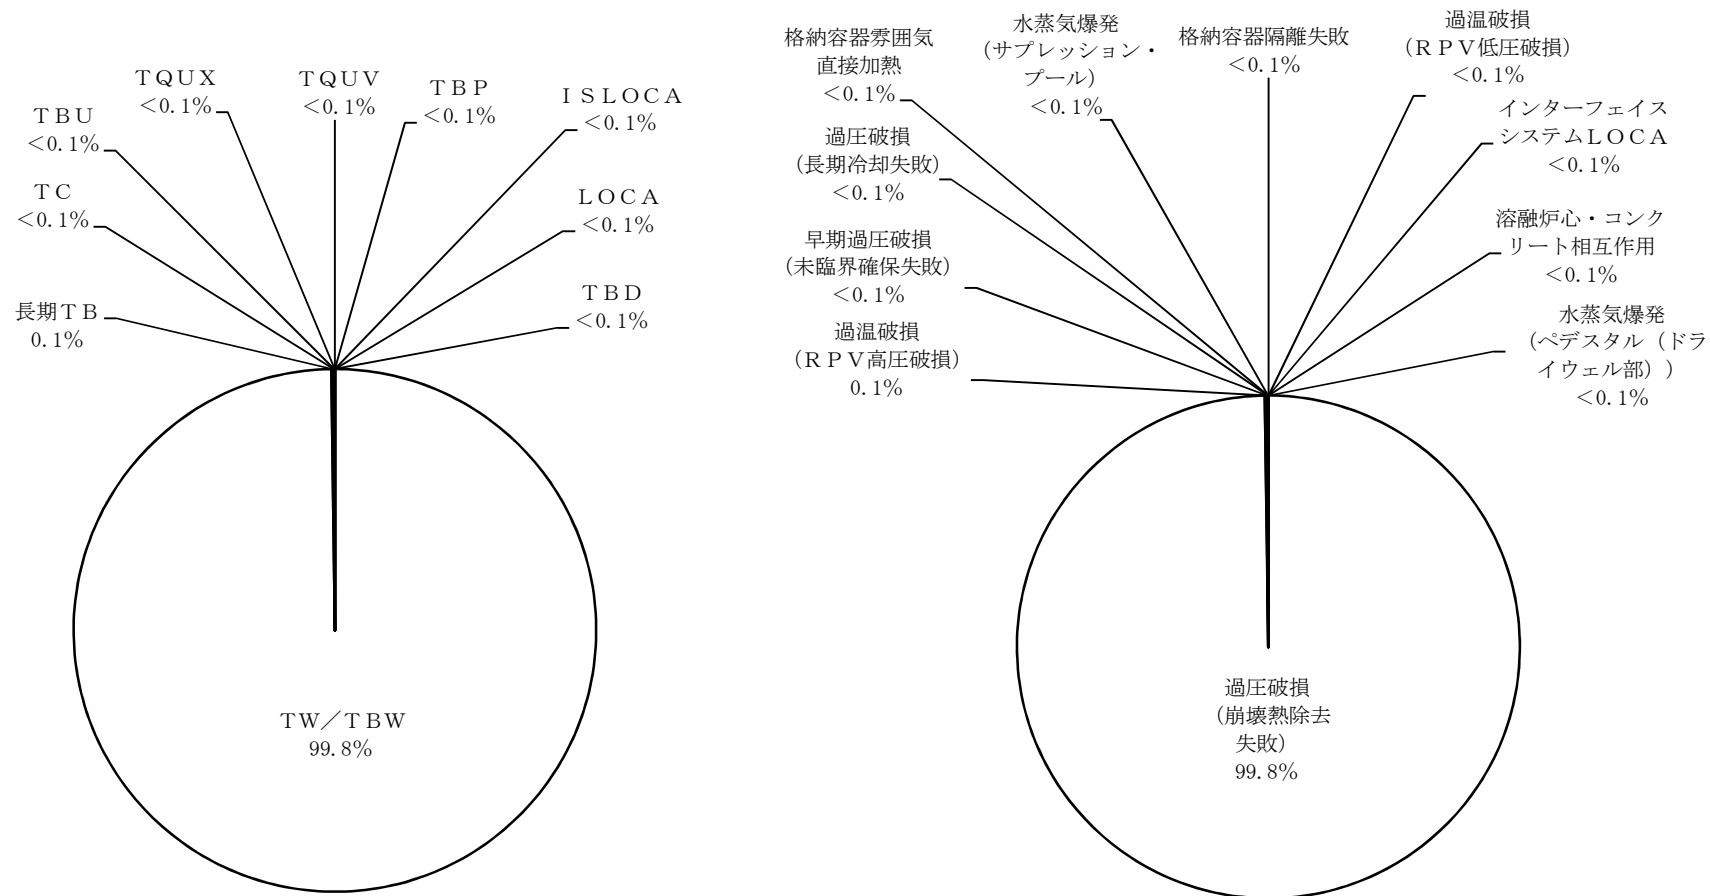 TQUX
<0.1%
TQUV
<0.1%
TBP
<0.1%
ISLOCA
<0.1%
TBU
<0.1%
TC
<0.1%
LOCA
<0.1%
長期TB
0.1%
TBD
<0.1%
TW/TBW
99.8%
格納容器雰囲気
直接加熱
<0.1%
水蒸気爆発
(サプレッション・
プール)
<0.1%
格納容器隔離失敗
<0.1%
過温破損
(RPV低圧破損)
<0.1%
過圧破損
(長期冷却失敗)
<0.1%
インターフェイス
システムLOCA
<0.1%
早期過圧破損
(未臨界確保失敗)
<0.1%
溶融炉心・コンク
リート相互作用
<0.1%
過温破損
(RPV高圧破損)
0.1%
水蒸気爆発
(ペデスタル(ドラ
イウェル部))
<0.1%
過圧破損
(崩壊熱除去
失敗)
99.8%